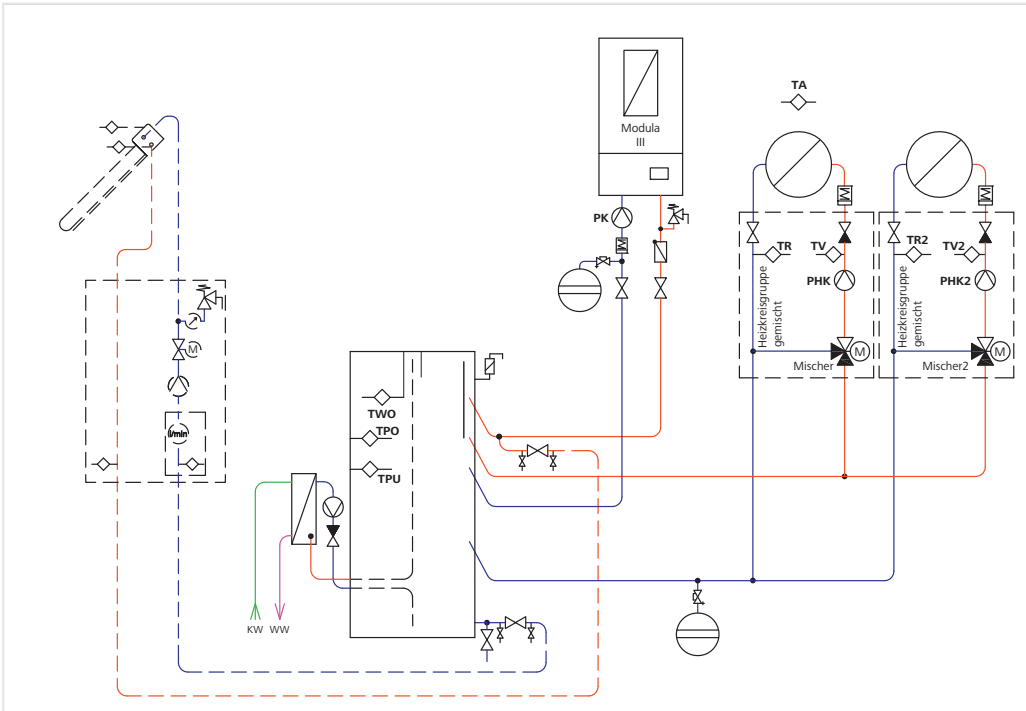 TA
Modula
III
PK
TR
TV
TR2
TV2
PHK
PHK2
Heizkreisgruppe
gemischt
Heizkreisgruppe
gemischt
M
M
M
Mischer
Mischer2
TWO
TPO
l/min
TPU
KW
WW